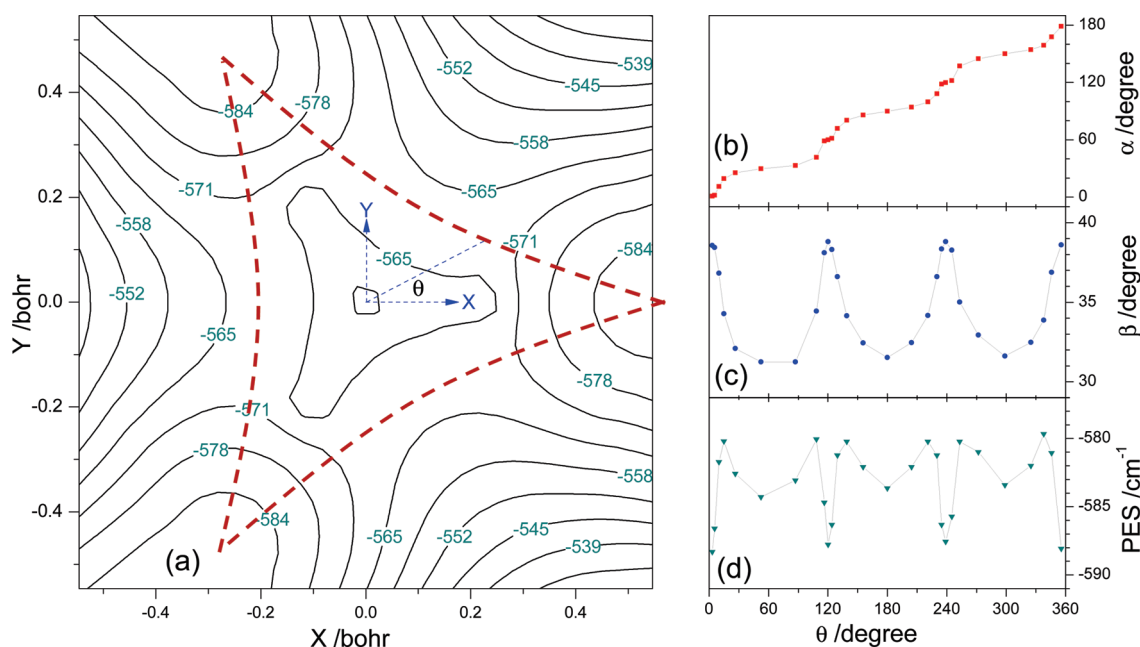 -539
-552
-545
-578
-584
-558
-571
-565
-558
-571
-584
-565
-552
-565
-578
-571
-578
-558
-584
-565
-552
-545
-539
Y
X
θ
(a)
0.4
0.2
0.0
-0.2
-0.4
Y /bohr
-0.4 -0.2 0.0 0.2 0.4
X /bohr
(b)
180
120
60
0
α /degree
(c)
40
35
30
β /degree
(d)
-580
-585
-590
PES /cm-1
0 60 120 180 240 300 360
θ /degree